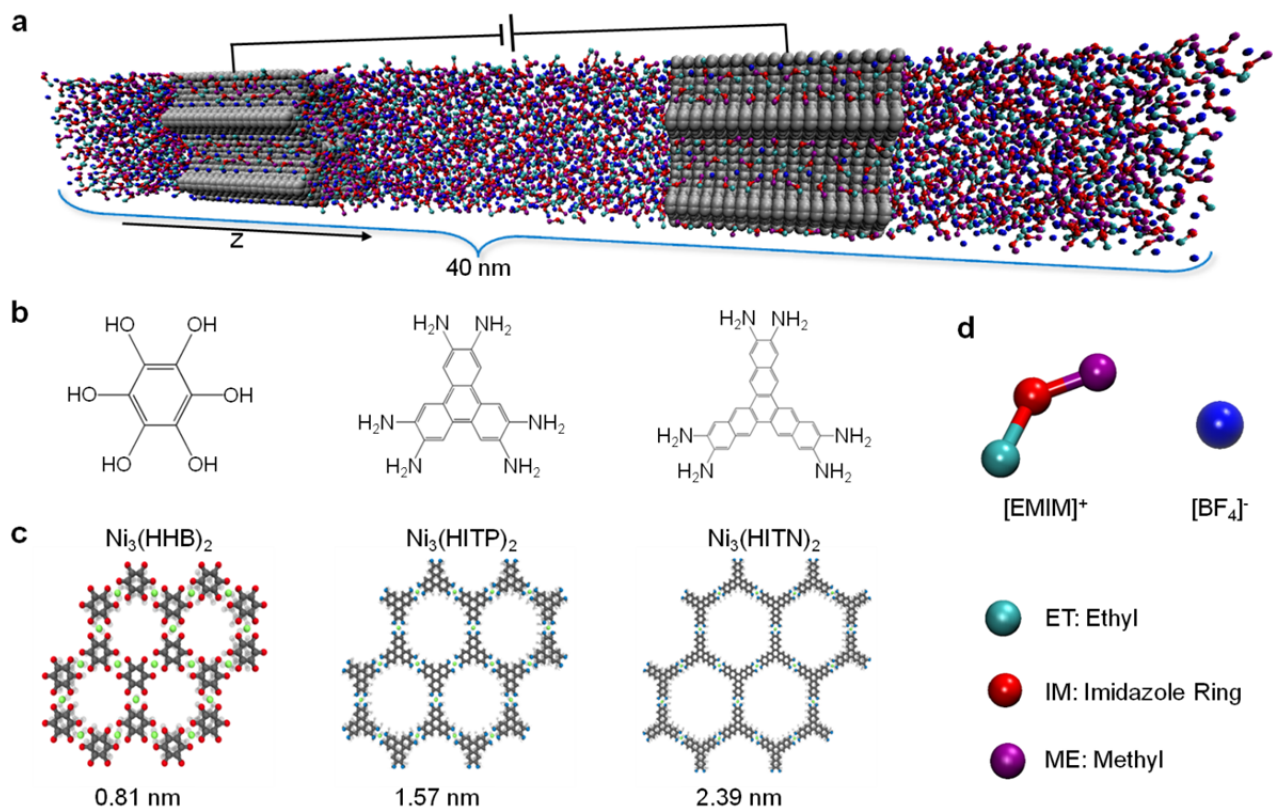 a
z
40 nm
b
HO OH
HO OH
HO OH
H₂N NH₂
H₂N NH₂
H₂N NH₂
H₂N NH₂
H₂N NH₂
H₂N NH₂
c
Ni₃(HHB)₂ Ni₃(HITP)₂ Ni₃(HITN)₂
0.81 nm 1.57 nm 2.39 nm
d
[EMIM]⁺ [BF₄]⁻
ET: Ethyl
IM: Imidazole Ring
ME: Methyl